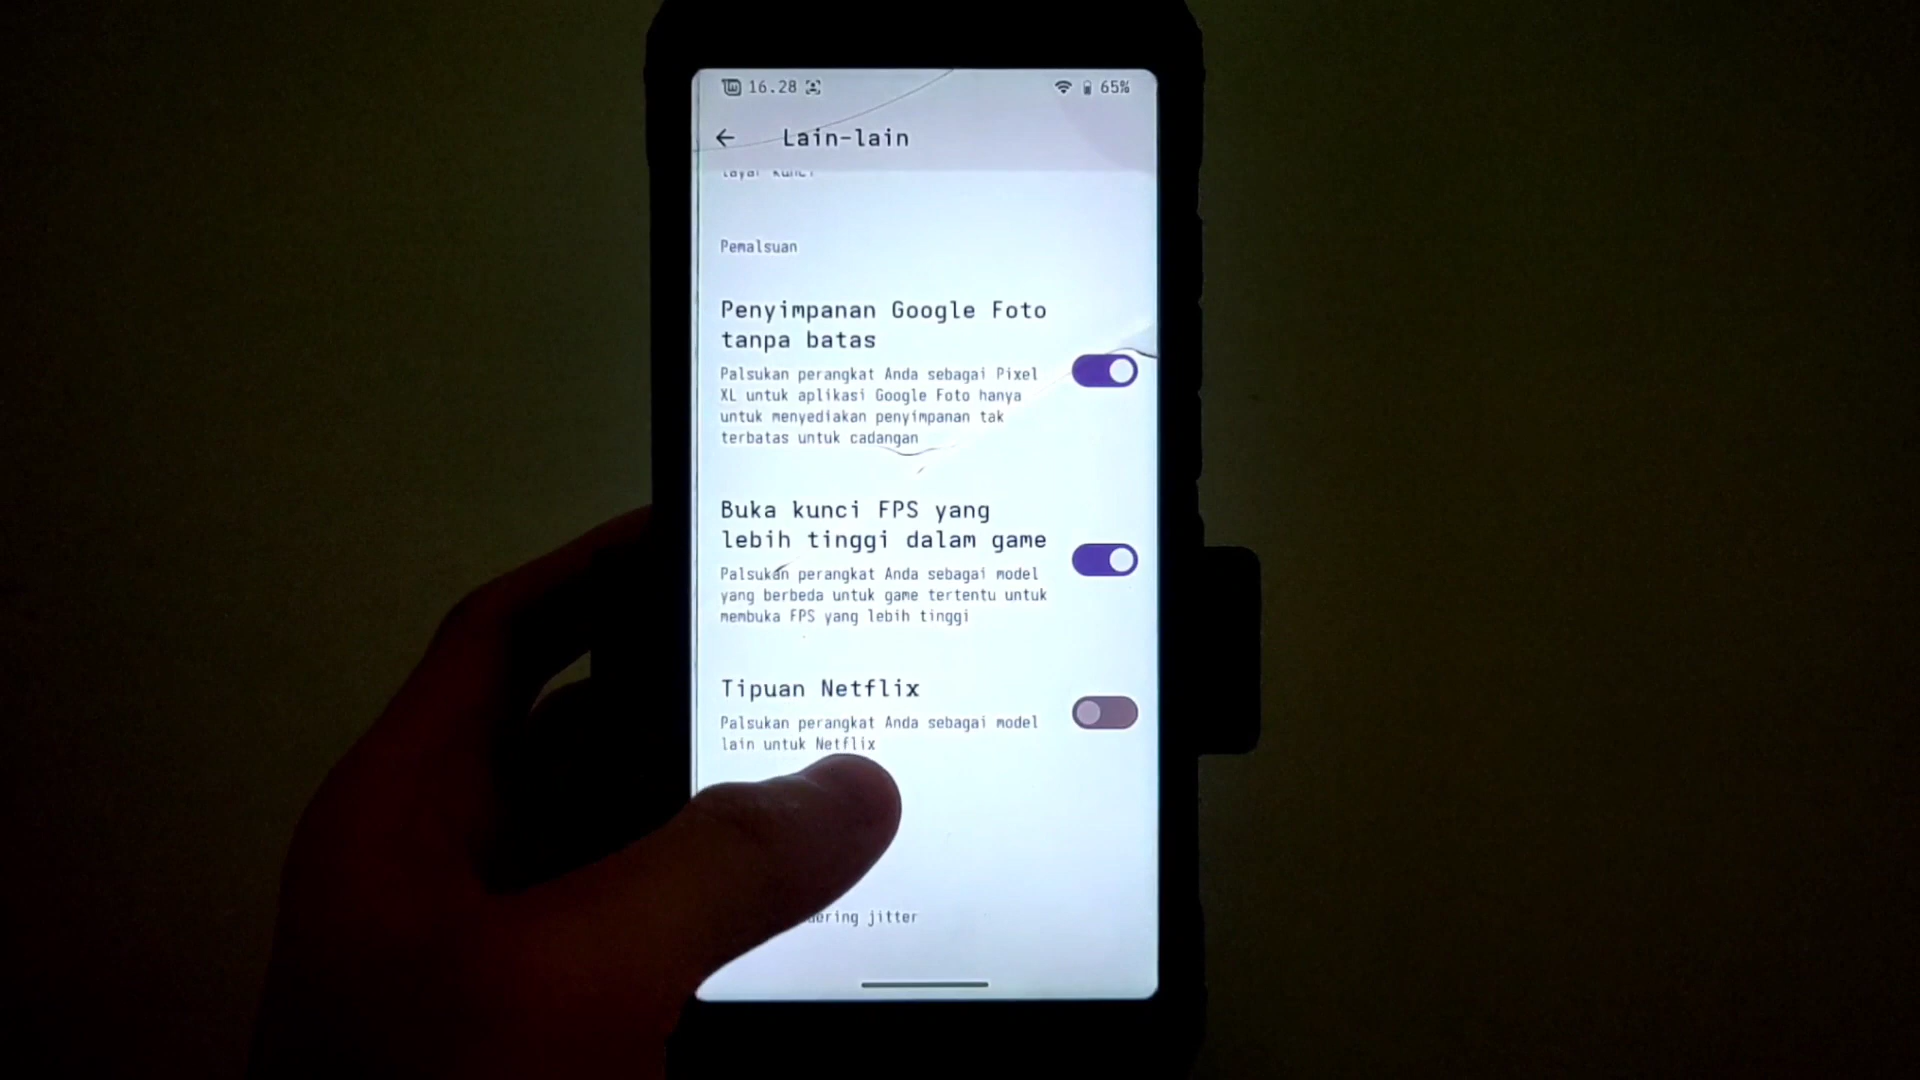 16.28
65%
Lain-lain
Pemalsuan
Penyimpanan Google Foto
tanpa batas
Palsukan perangkat Anda sebagai Pixel
XL untuk aplikasi Google Foto hanya
untuk menyediakan penyimpanan tak
terbatas untuk cadangan
Buka kunci FPS yang
lebih tinggi dalam game
Palsukan perangkat Anda sebagai model
yang berbeda untuk game tertentu untuk
membuka FPS yang lebih tinggi
Tipuan Netflix
Palsukan perangkat Anda sebagai model
lain untuk Netflix
jitter